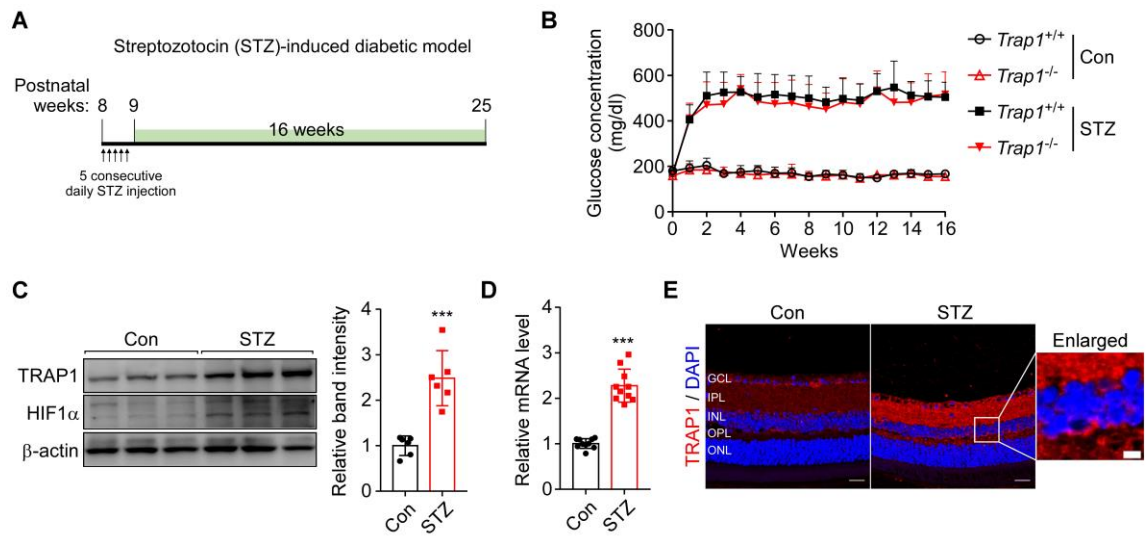 A
Streptozotocin (STZ)-induced diabetic model
Postnatal
weeks: 8 9 25
16 weeks
5 consecutive
daily STZ injection
B
Glucose concentration
(mg/dl)
800
600
400
200
0
0 2 4 6 8 10 12 14 16
Weeks
Trap1+/+
Trap1-/-
Con
Trap1+/+
Trap1-/-
STZ
C
Con STZ
TRAP1
HIF1α
β-actin
Relative band intensity
4
3
2
1
0
Con STZ
***
D
Relative mRNA level
4
3
2
1
0
Con STZ
***
E
Con STZ
Enlarged
TRAP1 / DAPI
GCL
IPL
INL
OPL
ONL